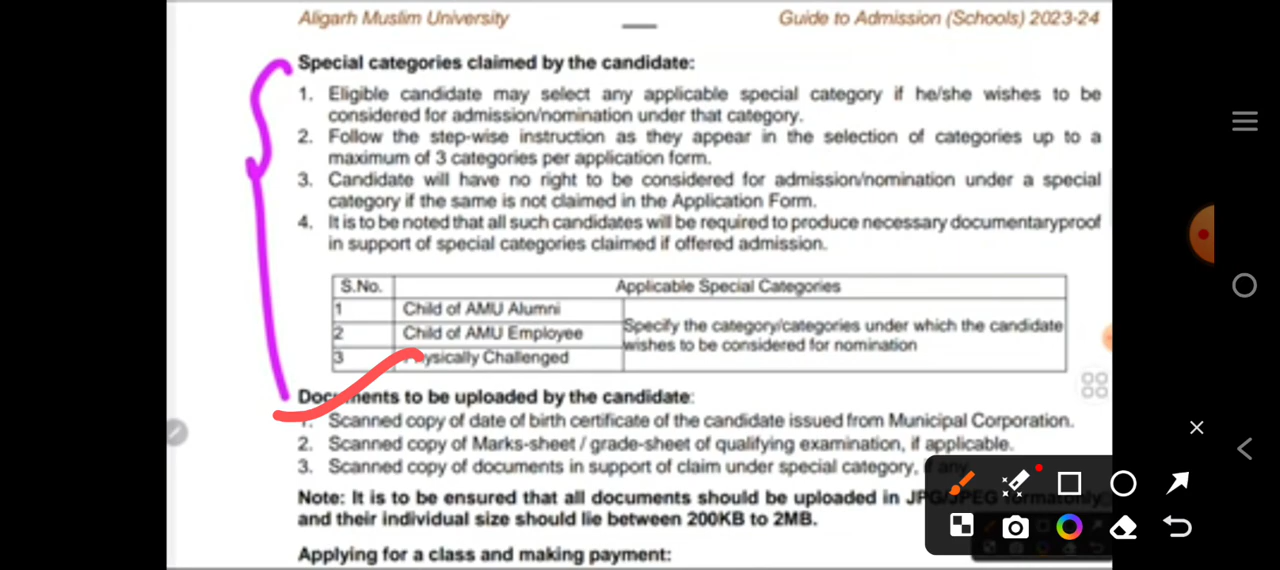 Aligarh Muslim University Guide to Admission (Schools) 2023-24
Special categories claimed by the candidate:
1. Eligible candidate may select any applicable special category if he/she wishes to be
considered for admission/nomination under that category.
2. Follow the step-wise instruction as they appear in the selection of categories up to a
maximum of 3 categories per application form.
3. Candidate will have no right to be considered for admission/nomination under a special
category if the same is not claimed in the Application Form.
4. It is to be noted that all such candidates will be required to produce necessary documentaryproof
in support of special categories claimed if offered admission.
S.No. Applicable Special Categories
1 Child of AMU Alumni
2 Child of AMU Employee
3 Physically Challenged
Specify the category/categories under which the candidate
wishes to be considered for nomination
Documents to be uploaded by the candidate:
1. Scanned copy of date of birth certificate of the candidate issued from Municipal Corporation.
2. Scanned copy of Marks-sheet / grade-sheet of qualifying examination, if applicable.
3. Scanned copy of documents in support of claim under special category, if any.
Note: It is to be ensured that all documents should be uploaded in JPG/JPEG format only
and their individual size should lie between 200KB to 2MB.
Applying for a class and making payment: